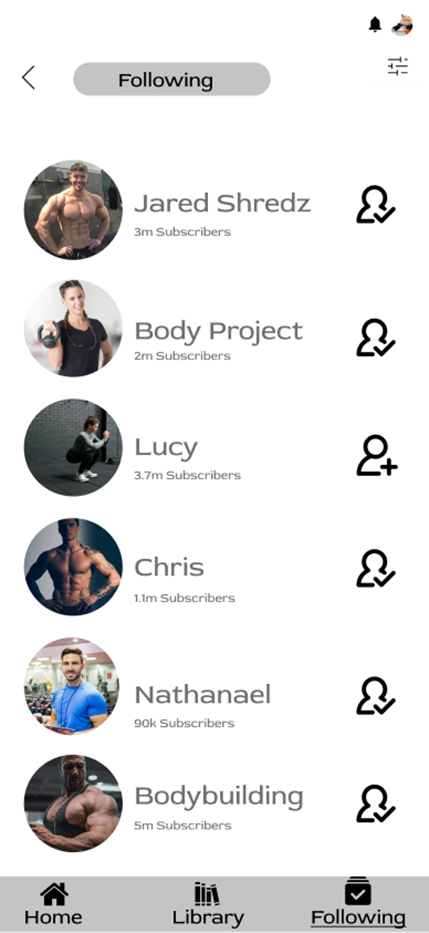 Following
Jared Shredz
3m Subscribers
Body Project
2m Subscribers
Lucy
3.7m Subscribers
Chris
1.1m Subscribers
Nathanael
90k Subscribers
Bodybuilding
5m Subscribers
Home
Library
Following